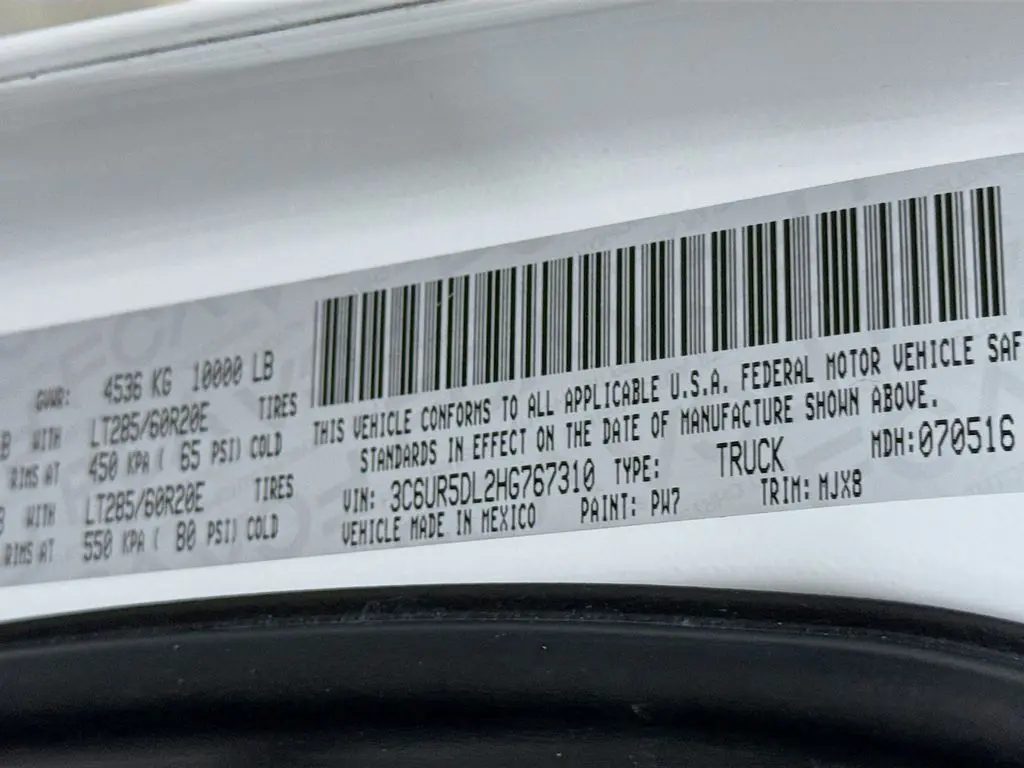 GVWR: 4536 KG 10000 LB
WITH LT285/60R20E TIRES
RIMS AT 450 KPA ( 65 PSI) COLD
WITH LT285/60R20E TIRES
RIMS AT 550 KPA ( 80 PSI) COLD
THIS VEHICLE CONFORMS TO ALL APPLICABLE U.S.A. FEDERAL MOTOR VEHICLE SAF
STANDARDS IN EFFECT ON THE DATE OF MANUFACTURE SHOWN ABOVE.
VIN: 3C6UR5DL2HG767310 TYPE: TRUCK MDH:070516
VEHICLE MADE IN MEXICO PAINT: PW7 TRIM: MJX8